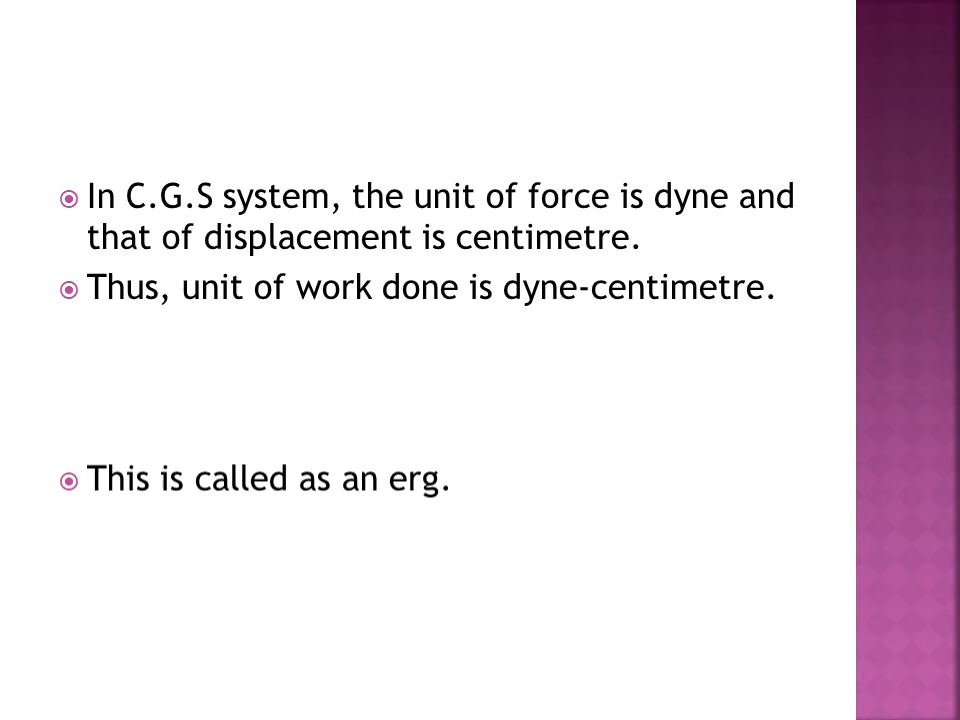 In C.G.S system, the unit of force is dyne and
that of displacement is centimetre.
Thus, unit of work done is dyne-centimetre.
This is called as an erg.